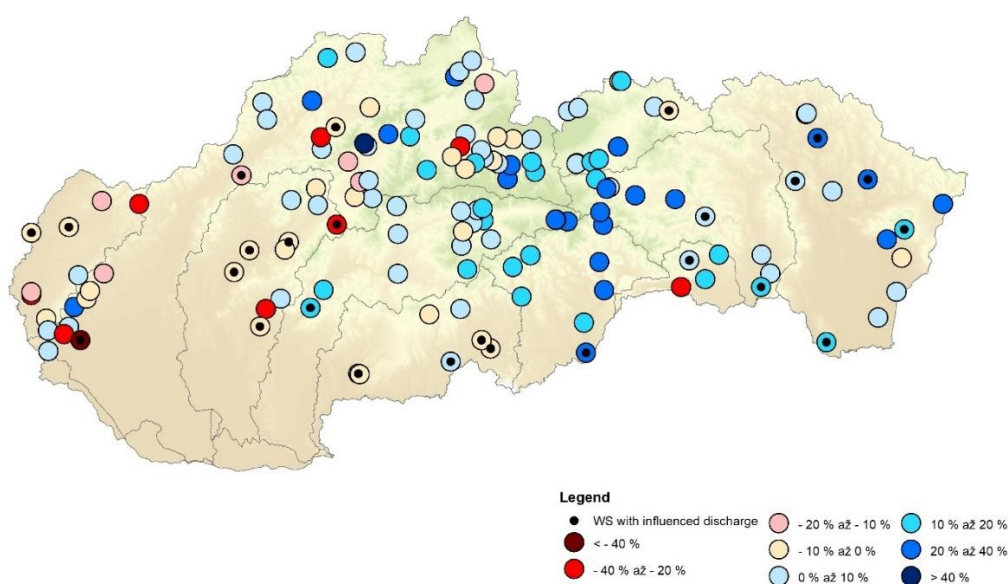 Legend
WS with influenced discharge
< - 40 %
- 40 % až - 20 %
- 20 % až - 10 %
- 10 % až 0 %
0 % až 10 %
10 % až 20 %
20 % až 40 %
> 40 %